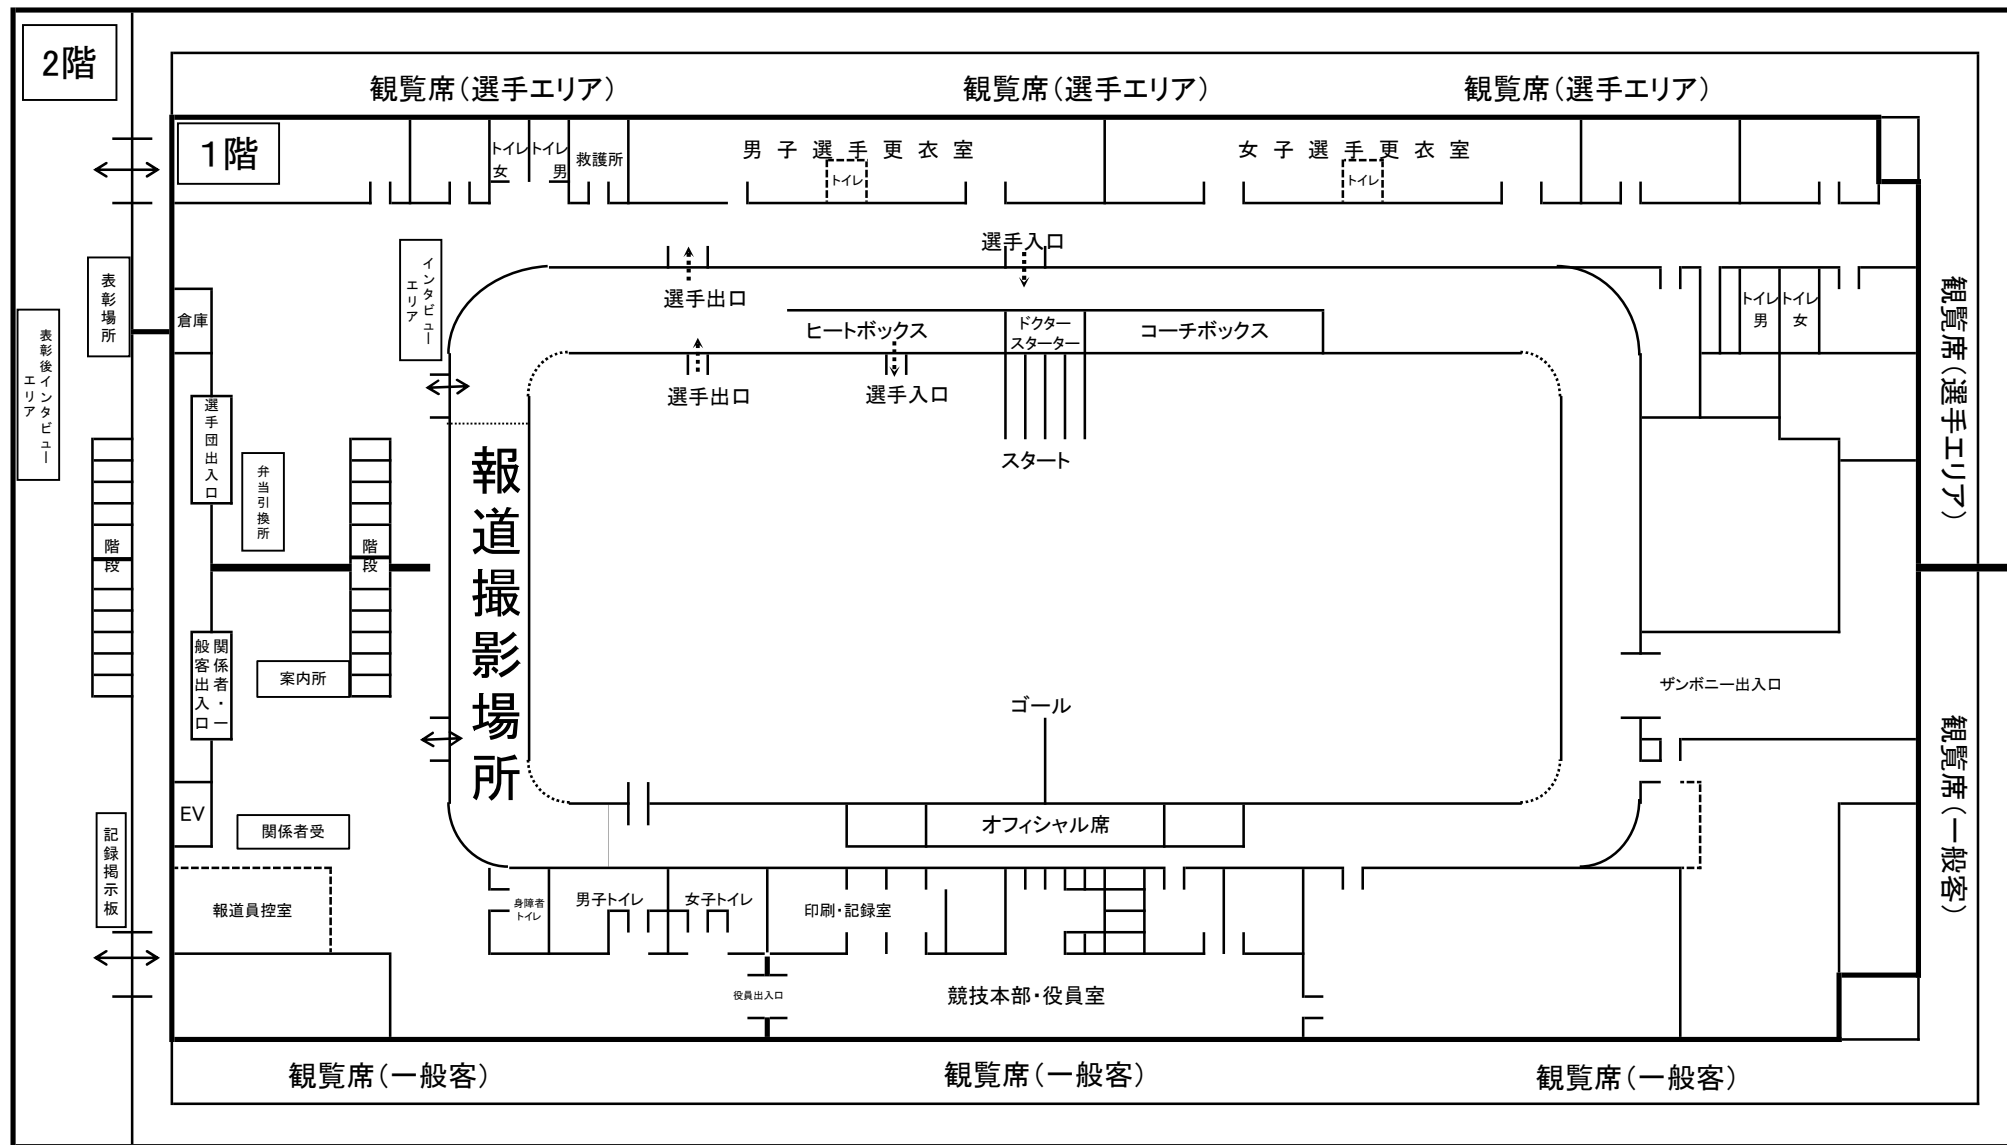 2階
観覧席(選手エリア)
観覧席(選手エリア)
観覧席(選手エリア)
1階
トイレ
女
トイレ
男
救護所
男子選手更衣室
トイレ
女子選手更衣室
トイレ
インタビュー
エリア
選手入口
選手出口
表彰場所
倉庫
表彰後インタビュー
エリア
ヒートボックス
ドクター
スターター
コーチボックス
トイレ
男
トイレ
女
観覧席(選手エリア)
選手出口
選手入口
選手団出入口
弁当引換所
スタート
報道撮影場所
階段
階段
関係者・一
般客出入口
案内所
ザンボニー出入口
ゴール
観覧席(一般客)
EV
関係者受
記録掲示板
オフィシャル席
報道員控室
身障者
トイレ
男子トイレ
女子トイレ
印刷・記録室
役員出入口
競技本部・役員室
観覧席(一般客)
観覧席(一般客)
観覧席(一般客)